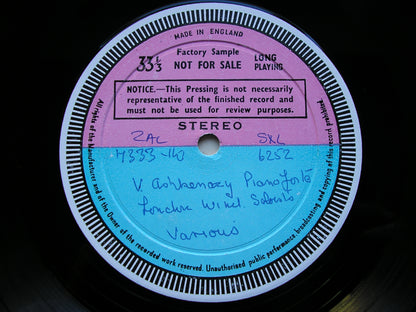 MADE IN ENGLAND
Factory Sample
33 1/3 NOT FOR SALE LONG PLAYING
NOTICE.—This Pressing is not necessarily
representative of the finished record and
must not be used for review purposes.
STEREO
ZAL SXL
6252
V Ashkenazy Pianoforte
London Wind Soloists
Various
All rights of the Manufacturer and of the Owner of the recorded work reserved. Unauthorised public performance, broadcasting and copying of this record prohibited.